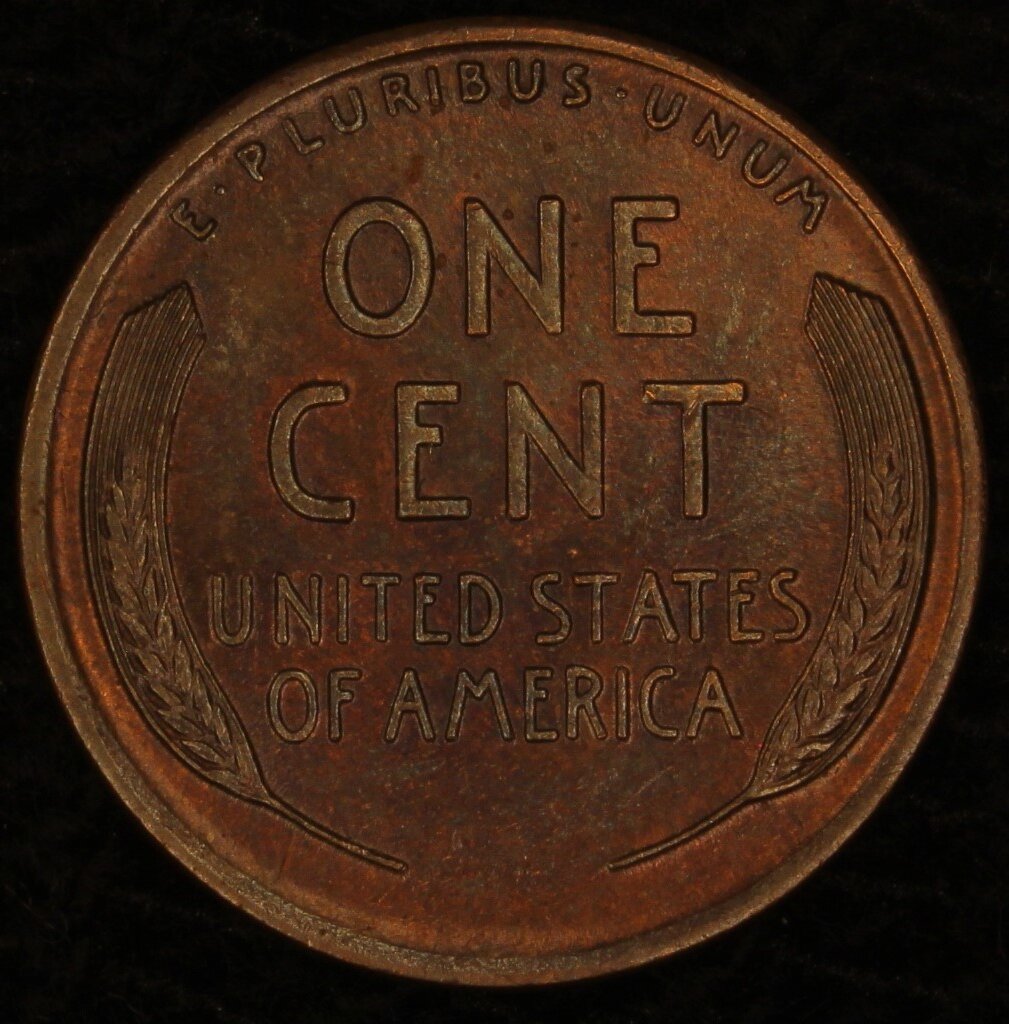 E · PLURIBUS · UNUM
ONE
CENT
UNITED STATES
OF AMERICA